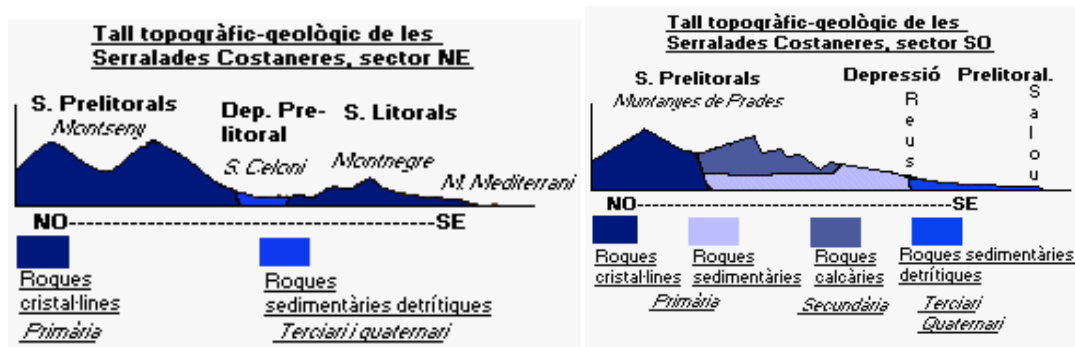 Tall topogràfic-geològic de les
Serralades Costaneres, sector NE
S. Prelitorals
Montseny
Dep. Pre-
litoral
S. Celoni
S. Litorals
Montnegre
M. Mediterrani
NO----------------------------------------SE
Roques
cristal·lines
Primària
Roques
sedimentàries detrítiques
Terciari i quaternari
Tall topogràfic-geològic de les
Serralades Costaneres, sector SO
S. Prelitorals
Muntanyes de Prades
Depressió
Prelitoral.
Reus
Salou
NO----------------------------------------SE
Roques
cristal·lines
Roques
sedimentàries
Primària
Roques
calcàries
Secundària
Roques sedimentàries
detrítiques
Terciari
Quaternari